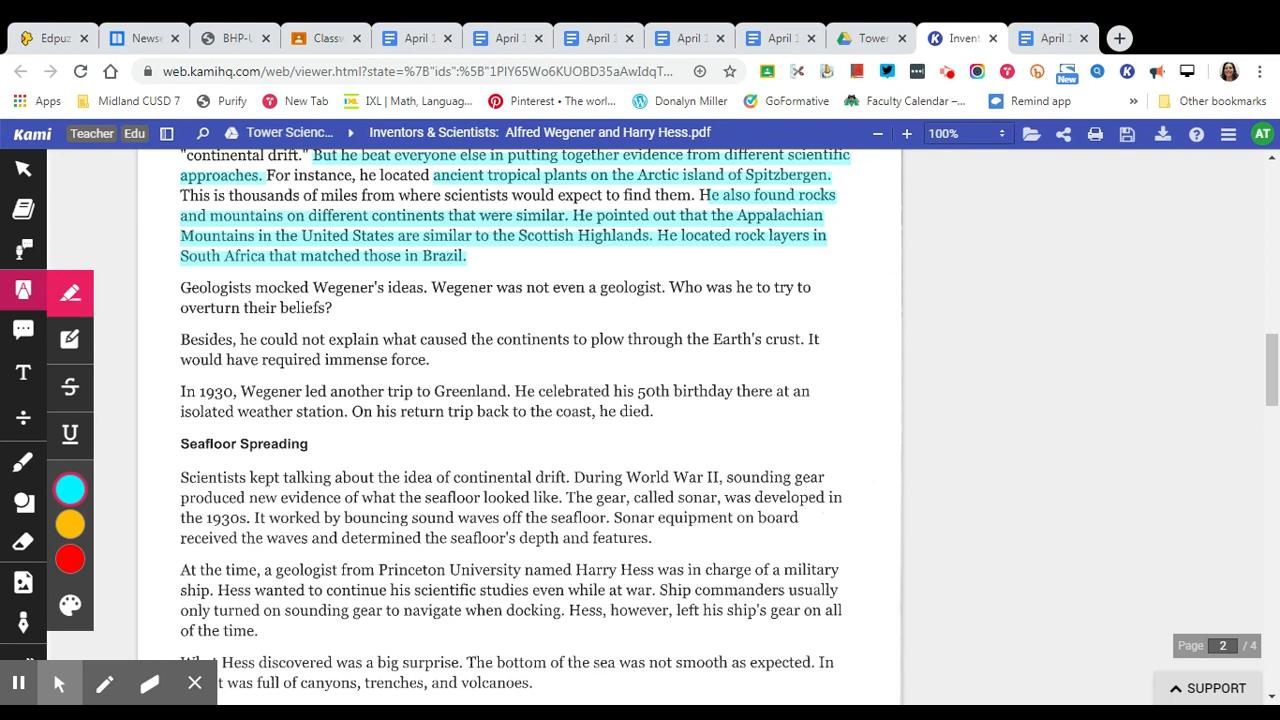 Edpuz
Newse
BHP-U
Classw
April 1
April 1
April 1
April 1
April 1
Tower
Invent
April 1
web.kamihq.com/web/viewer.html?state=%7B"ids"%5B"1PIY65Wo6KUOBD35aAwIdqT...
New
Apps
Midland CUSD 7
Purify
New Tab
IXL | Math, Languag...
Pinterest • The worl...
Donalyn Miller
GoFormative
Faculty Calendar –...
Remind app
»
Other bookmarks
Kami
Teacher
Edu
Tower Scienc...
Inventors & Scientists: Alfred Wegener and Harry Hess.pdf
100%
AT
"continental drift." But he beat everyone else in putting together evidence from different scientific
approaches. For instance, he located ancient tropical plants on the Arctic island of Spitzbergen.
This is thousands of miles from where scientists would expect to find them. He also found rocks
and mountains on different continents that were similar. He pointed out that the Appalachian
Mountains in the United States are similar to the Scottish Highlands. He located rock layers in
South Africa that matched those in Brazil.
Geologists mocked Wegener's ideas. Wegener was not even a geologist. Who was he to try to
overturn their beliefs?
Besides, he could not explain what caused the continents to plow through the Earth's crust. It
would have required immense force.
In 1930, Wegener led another trip to Greenland. He celebrated his 50th birthday there at an
isolated weather station. On his return trip back to the coast, he died.
Seafloor Spreading
Scientists kept talking about the idea of continental drift. During World War II, sounding gear
produced new evidence of what the seafloor looked like. The gear, called sonar, was developed in
the 1930s. It worked by bouncing sound waves off the seafloor. Sonar equipment on board
received the waves and determined the seafloor's depth and features.
At the time, a geologist from Princeton University named Harry Hess was in charge of a military
ship. Hess wanted to continue his scientific studies even while at war. Ship commanders usually
only turned on sounding gear to navigate when docking. Hess, however, left his ship's gear on all
of the time.
Hess discovered was a big surprise. The bottom of the sea was not smooth as expected. In
was full of canyons, trenches, and volcanoes.
Page 2 / 4
SUPPORT